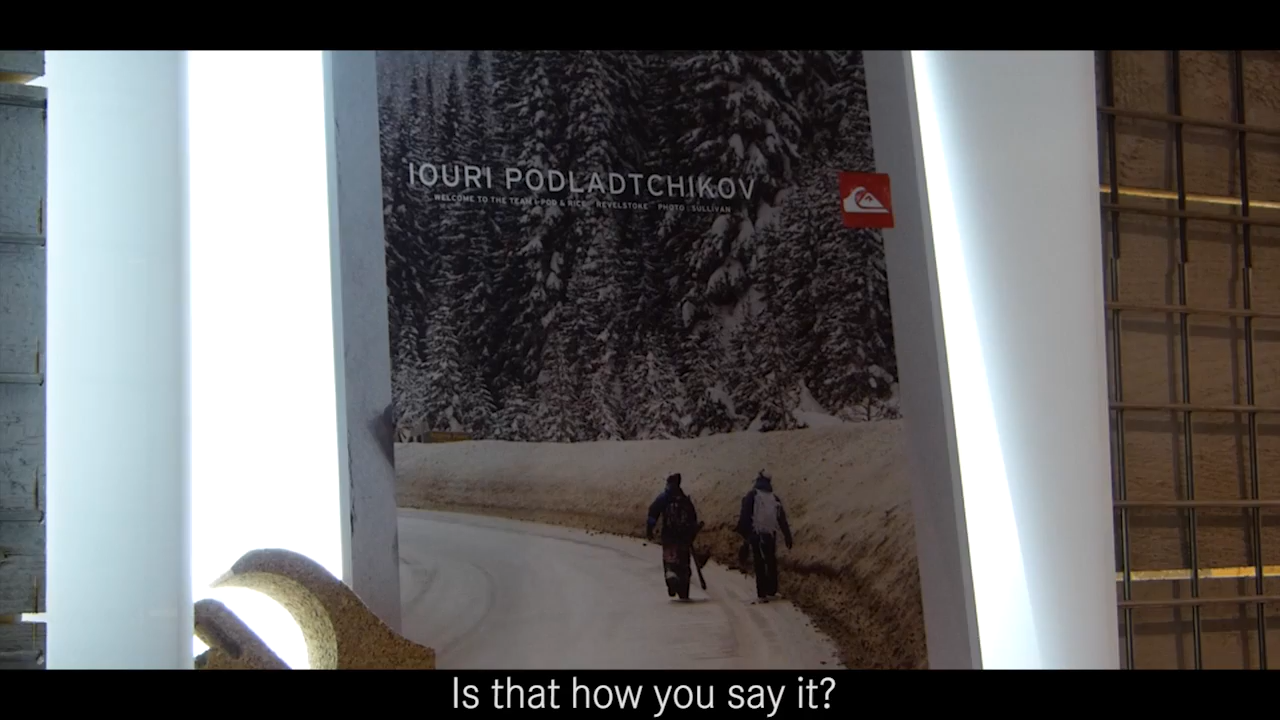 IOURI PODLADTCHIKOV
WELCOME TO THE TEAM POD & RICE REVELSTOKE PHOTO: SULLIVAN
Is that how you say it?